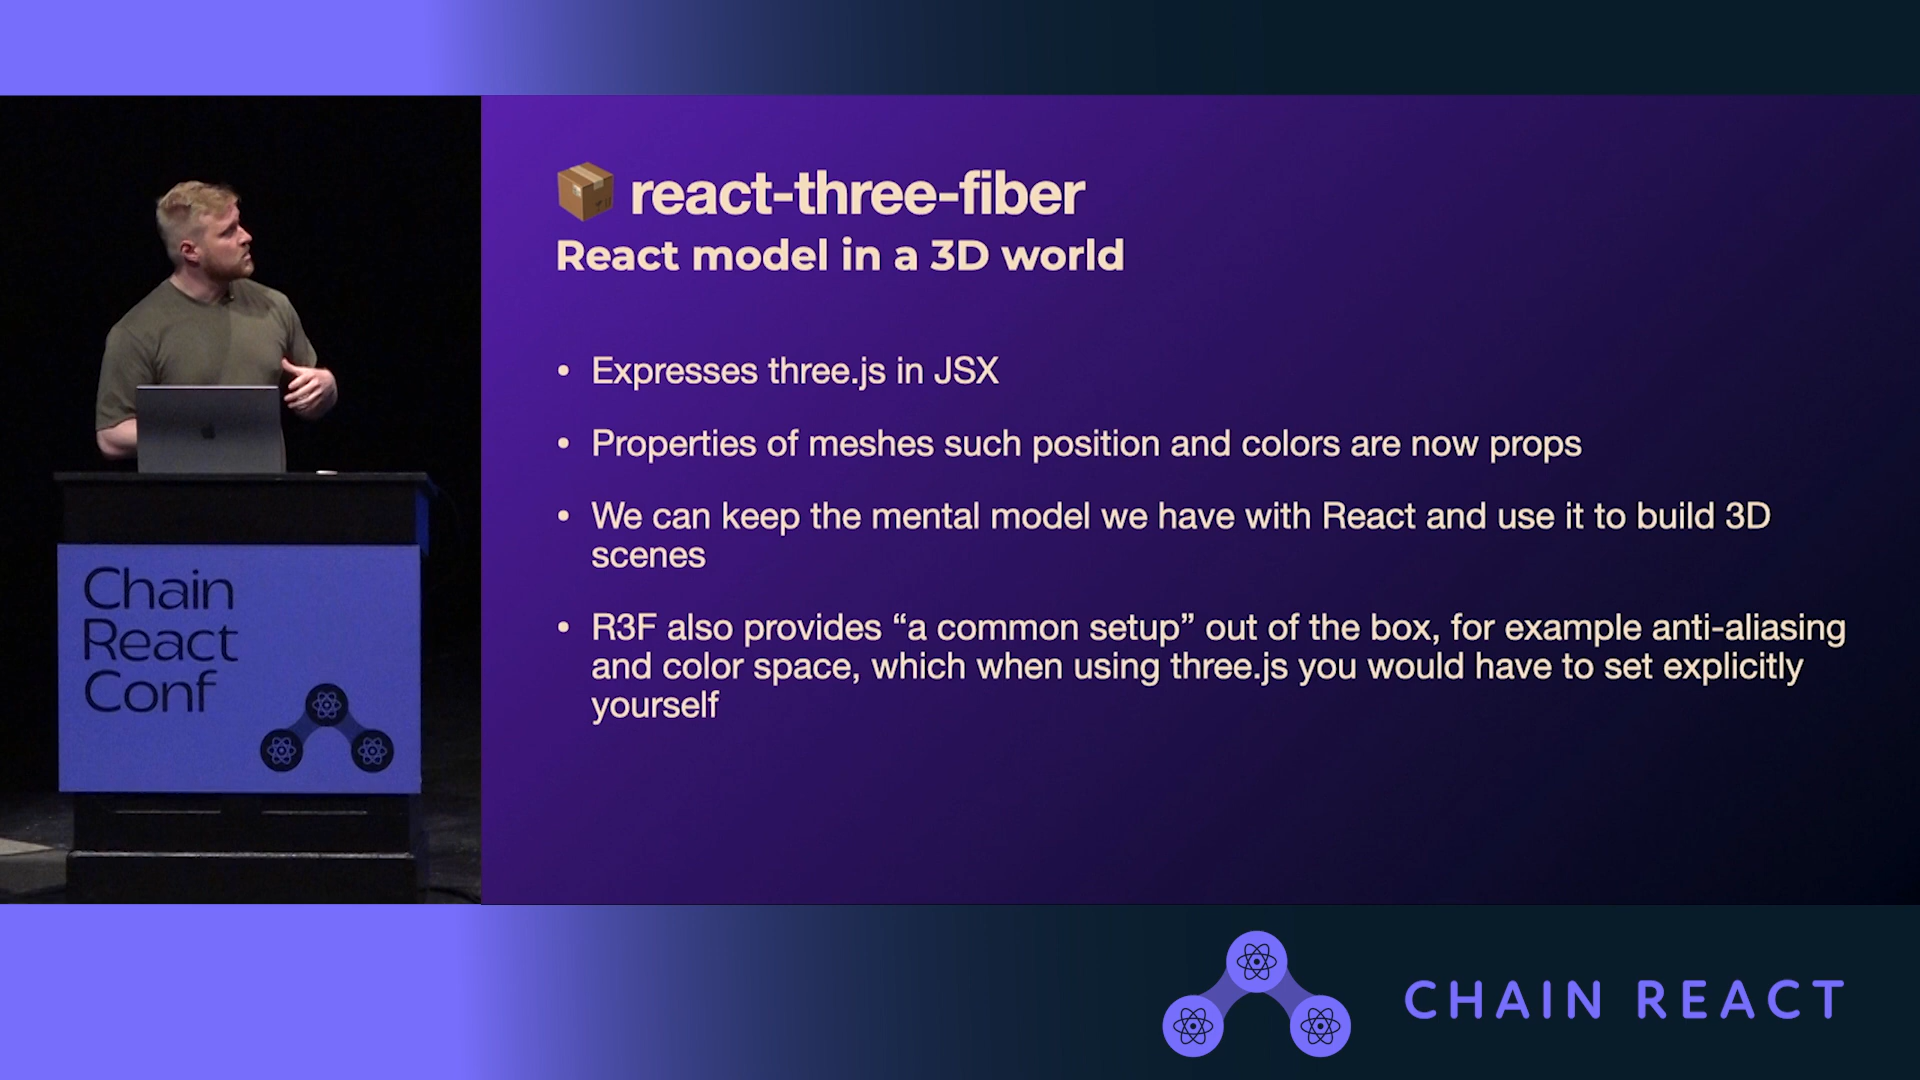 📦 react-three-fiber
React model in a 3D world
• Expresses three.js in JSX
• Properties of meshes such position and colors are now props
• We can keep the mental model we have with React and use it to build 3D
scenes
• R3F also provides “a common setup” out of the box, for example anti-aliasing
and color space, which when using three.js you would have to set explicitly
yourself
Chain
React
Conf
CHAIN REACT